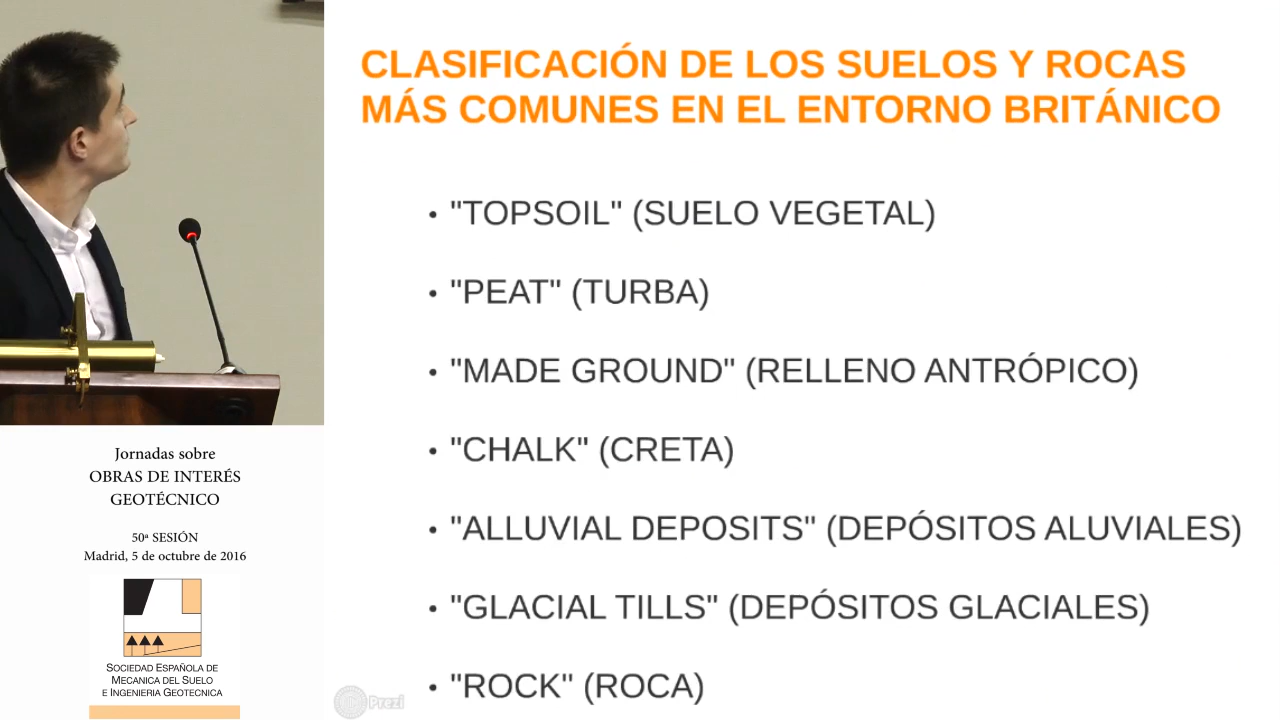 CLASIFICACIÓN DE LOS SUELOS Y ROCAS
MÁS COMUNES EN EL ENTORNO BRITÁNICO
• "TOPSOIL" (SUELO VEGETAL)
• "PEAT" (TURBA)
• "MADE GROUND" (RELLENO ANTRÓPICO)
• "CHALK" (CRETA)
• "ALLUVIAL DEPOSITS" (DEPÓSITOS ALUVIALES)
• "GLACIAL TILLS" (DEPÓSITOS GLACIALES)
• "ROCK" (ROCA)
Jornadas sobre
OBRAS DE INTERÉS
GEOTÉCNICO
50ª SESIÓN
Madrid, 5 de octubre de 2016
SOCIEDAD ESPAÑOLA DE
MECANICA DEL SUELO
E INGENIERIA GEOTECNICA
Prezi